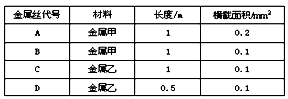 金属丝代号 材料 长度/m 横截面积/mm²
A 金属甲 1 0.2
B 金属甲 1 0.1
C 金属乙 1 0.1
D 金属乙 0.5 0.1